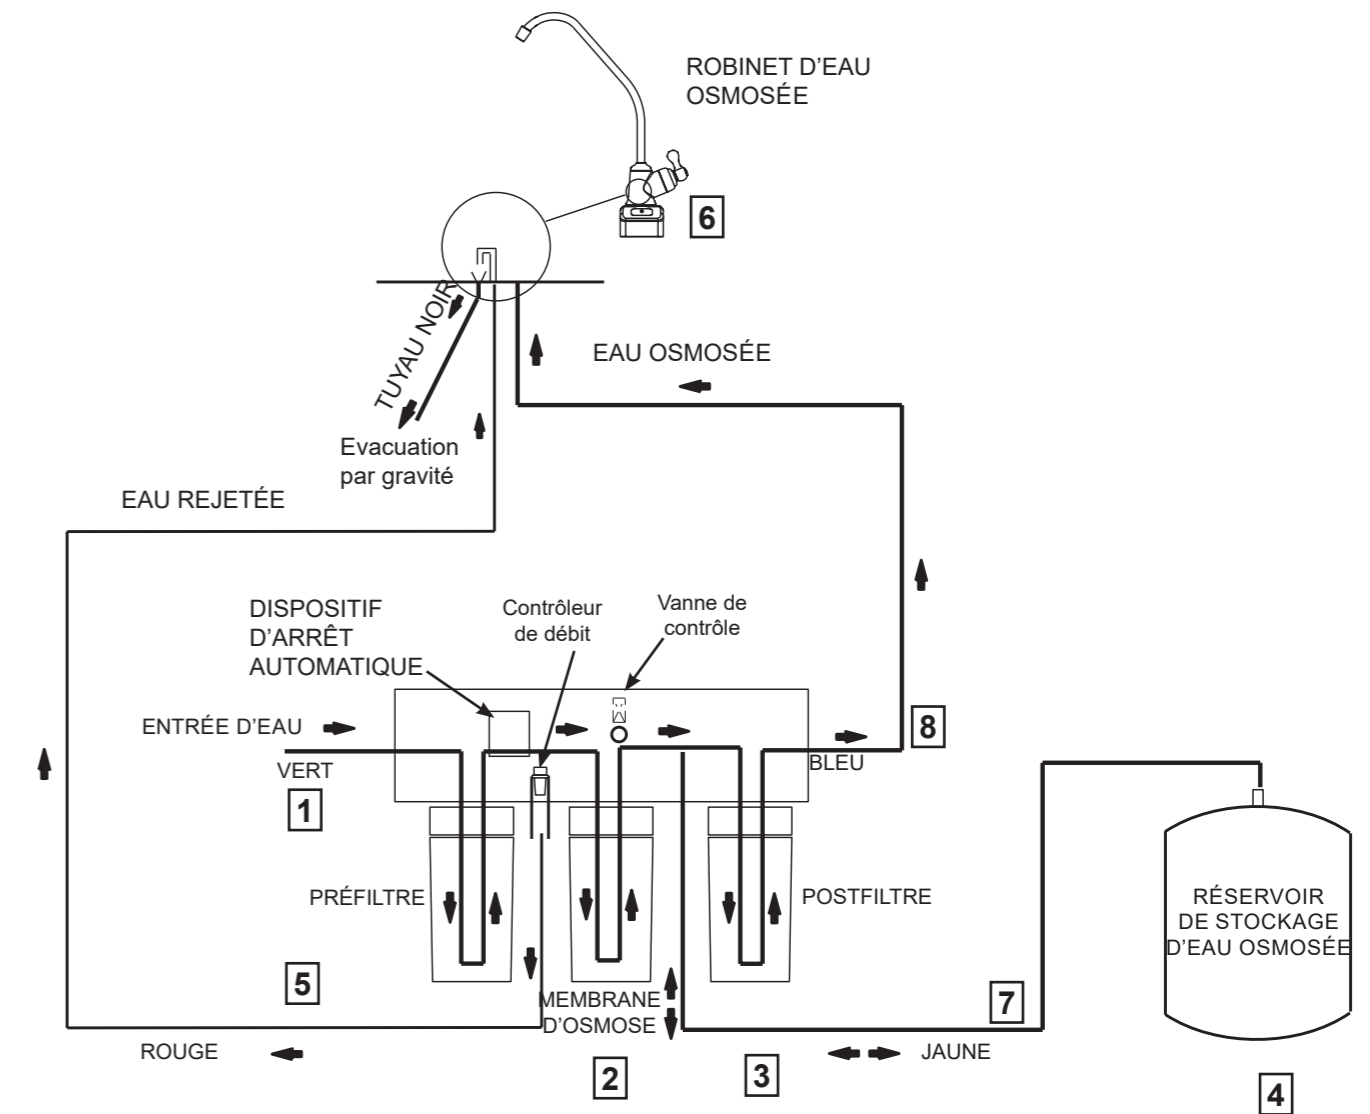 ROBINET D'EAU
OSMOSÉE
6
TUYAU NOIR
EAU OSMOSÉE
Evacuation
par gravité
EAU REJETÉE
DISPOSITIF
D'ARRÊT
AUTOMATIQUE
Contrôleur
de débit
Vanne de
contrôle
ENTRÉE D'EAU
8
VERT
BLEU
1
PRÉFILTRE
POSTFILTRE
RÉSERVOIR
DE STOCKAGE
D'EAU OSMOSÉE
5
7
MEMBRANE
D'OSMOSE
ROUGE
JAUNE
2
3
4